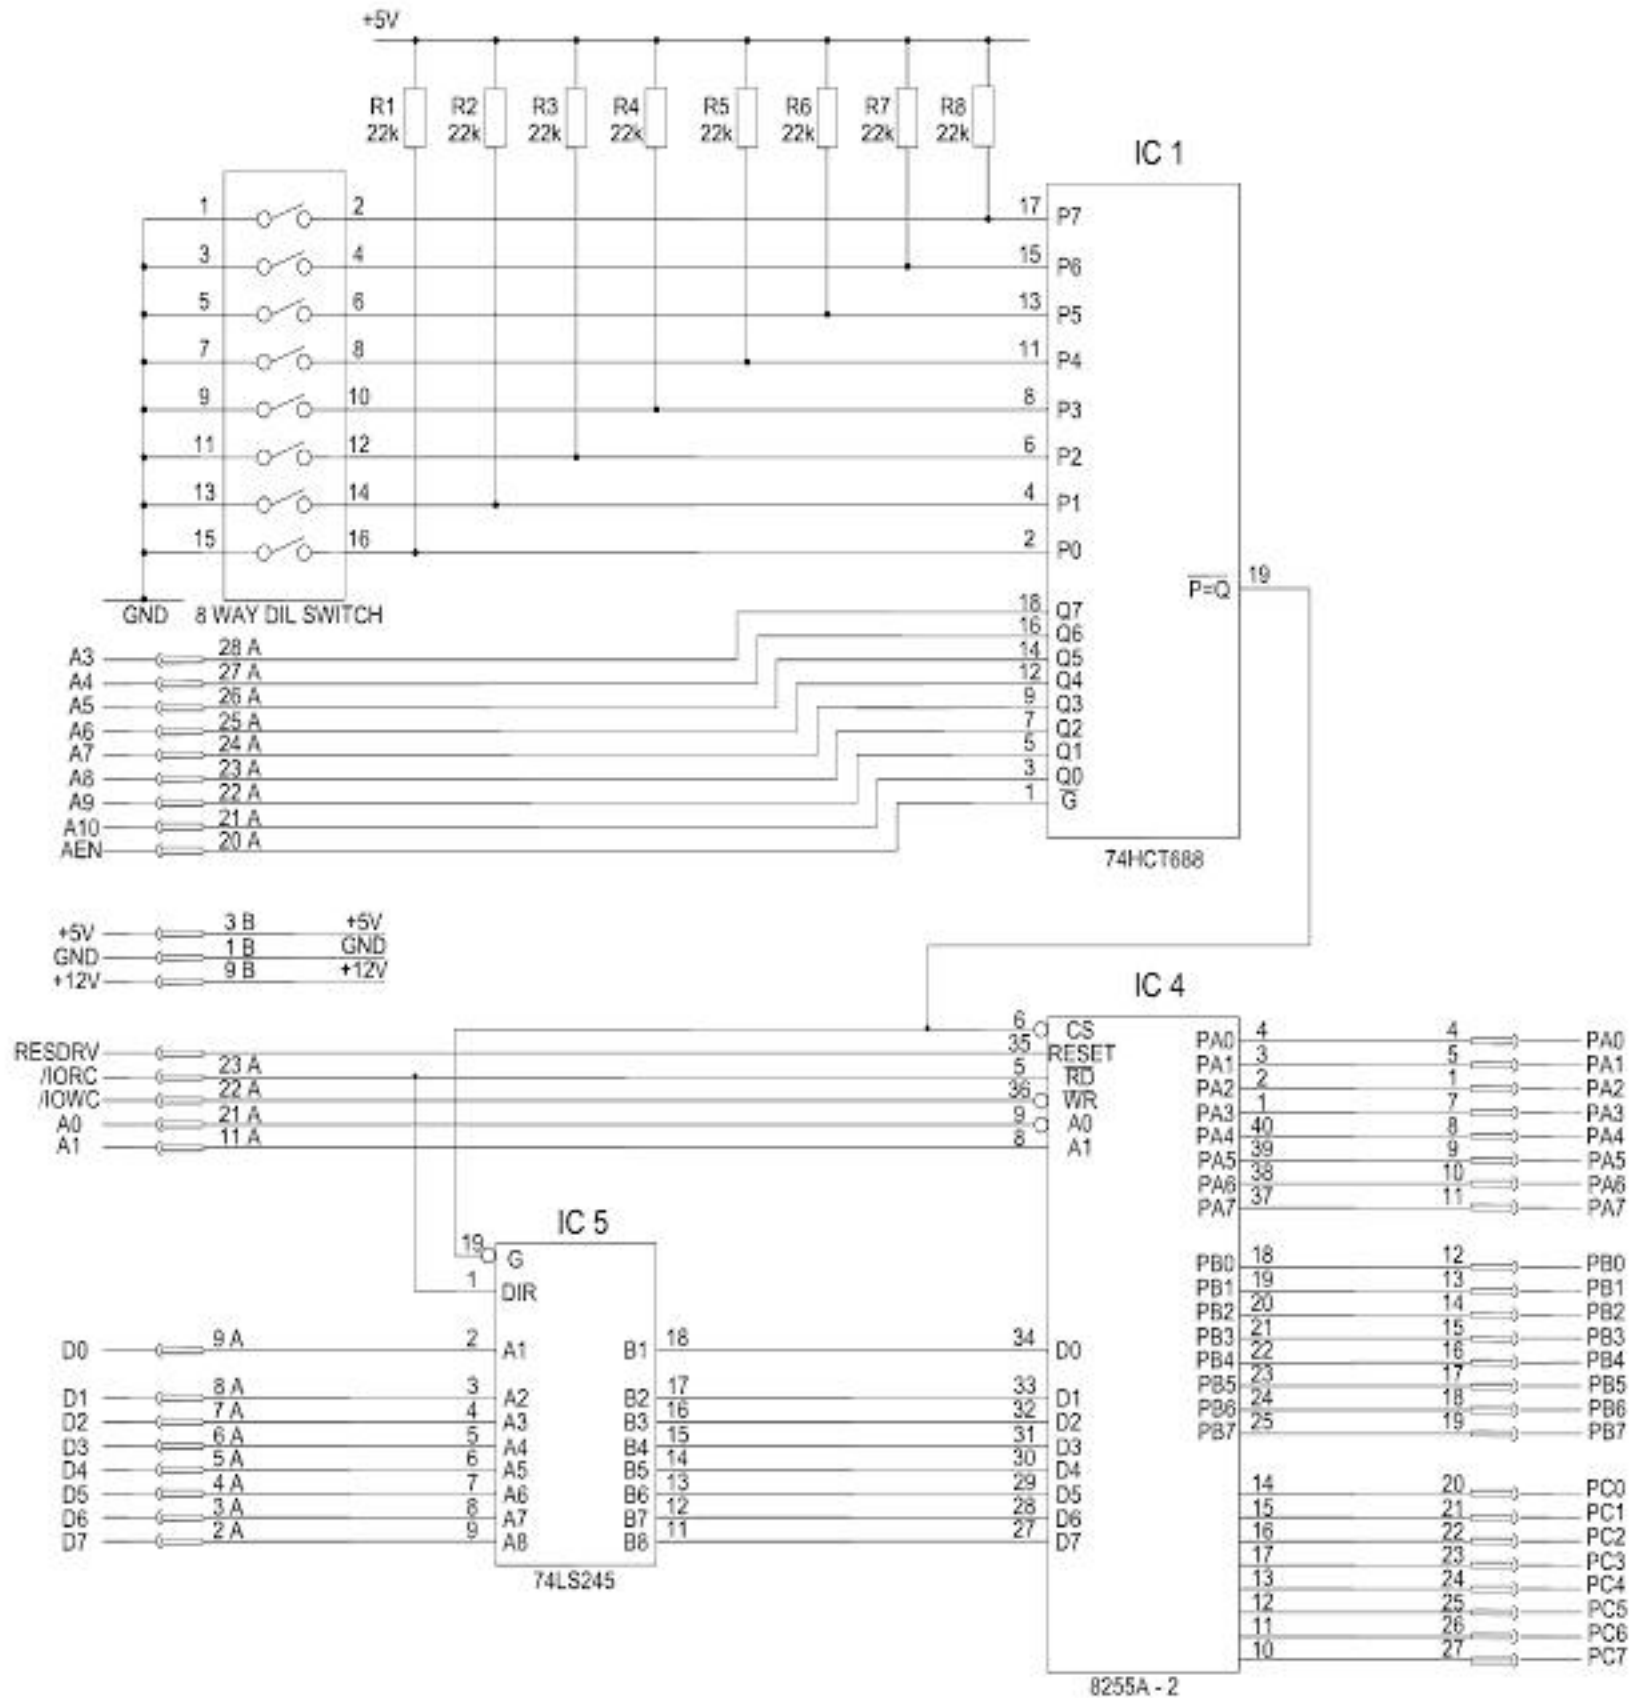 +5V
R1 R2 R3 R4 R5 R6 R7 R8
22k 22k 22k 22k 22k 22k 22k 22k
IC 1
1 2 17 P7
3 4 15 P6
5 6 13 P5
7 8 11 P4
9 10 8 P3
11 12 6 P2
13 14 4 P1
15 16 2 P0
P=Q 19
GND 8 WAY DIL SWITCH
18 Q7
16 Q6
A3 28 A 14 Q5
A4 27 A 12 Q4
A5 26 A 9 Q3
A6 25 A 7 Q2
A7 24 A 5 Q1
A8 23 A 3 Q0
A9 22 A 1 G
A10 21 A
AEN 20 A
74HCT688
+5V 3 B +5V
GND 1 B GND
+12V 9 B +12V
IC 4
6 CS
RESDRV 35 RESET
/IORC 23 A 5 RD
/IOWC 22 A 36 WR
A0 21 A 9 A0
A1 11 A 8 A1
PA0 4 4 PA0
PA1 3 5 PA1
PA2 2 1 PA2
PA3 1 7 PA3
PA4 40 8 PA4
PA5 39 9 PA5
PA6 38 10 PA6
PA7 37 11 PA7
IC 5
19 G
1 DIR
PB0 18 12 PB0
PB1 19 13 PB1
PB2 20 14 PB2
PB3 21 15 PB3
PB4 22 16 PB4
PB5 23 17 PB5
PB6 24 18 PB6
PB7 25 19 PB7
D0 9 A 2 A1 B1 18 34 D0
D1 8 A 3 A2 B2 17 33 D1
D2 7 A 4 A3 B3 16 32 D2
D3 6 A 5 A4 B4 15 31 D3
D4 5 A 6 A5 B5 14 30 D4
D5 4 A 7 A6 B6 13 29 D5
D6 3 A 8 A7 B7 12 28 D6
D7 2 A 9 A8 B8 11 27 D7
74LS245
14 20 PC0
15 21 PC1
16 22 PC2
17 23 PC3
13 24 PC4
12 25 PC5
11 26 PC6
10 27 PC7
8255A - 2